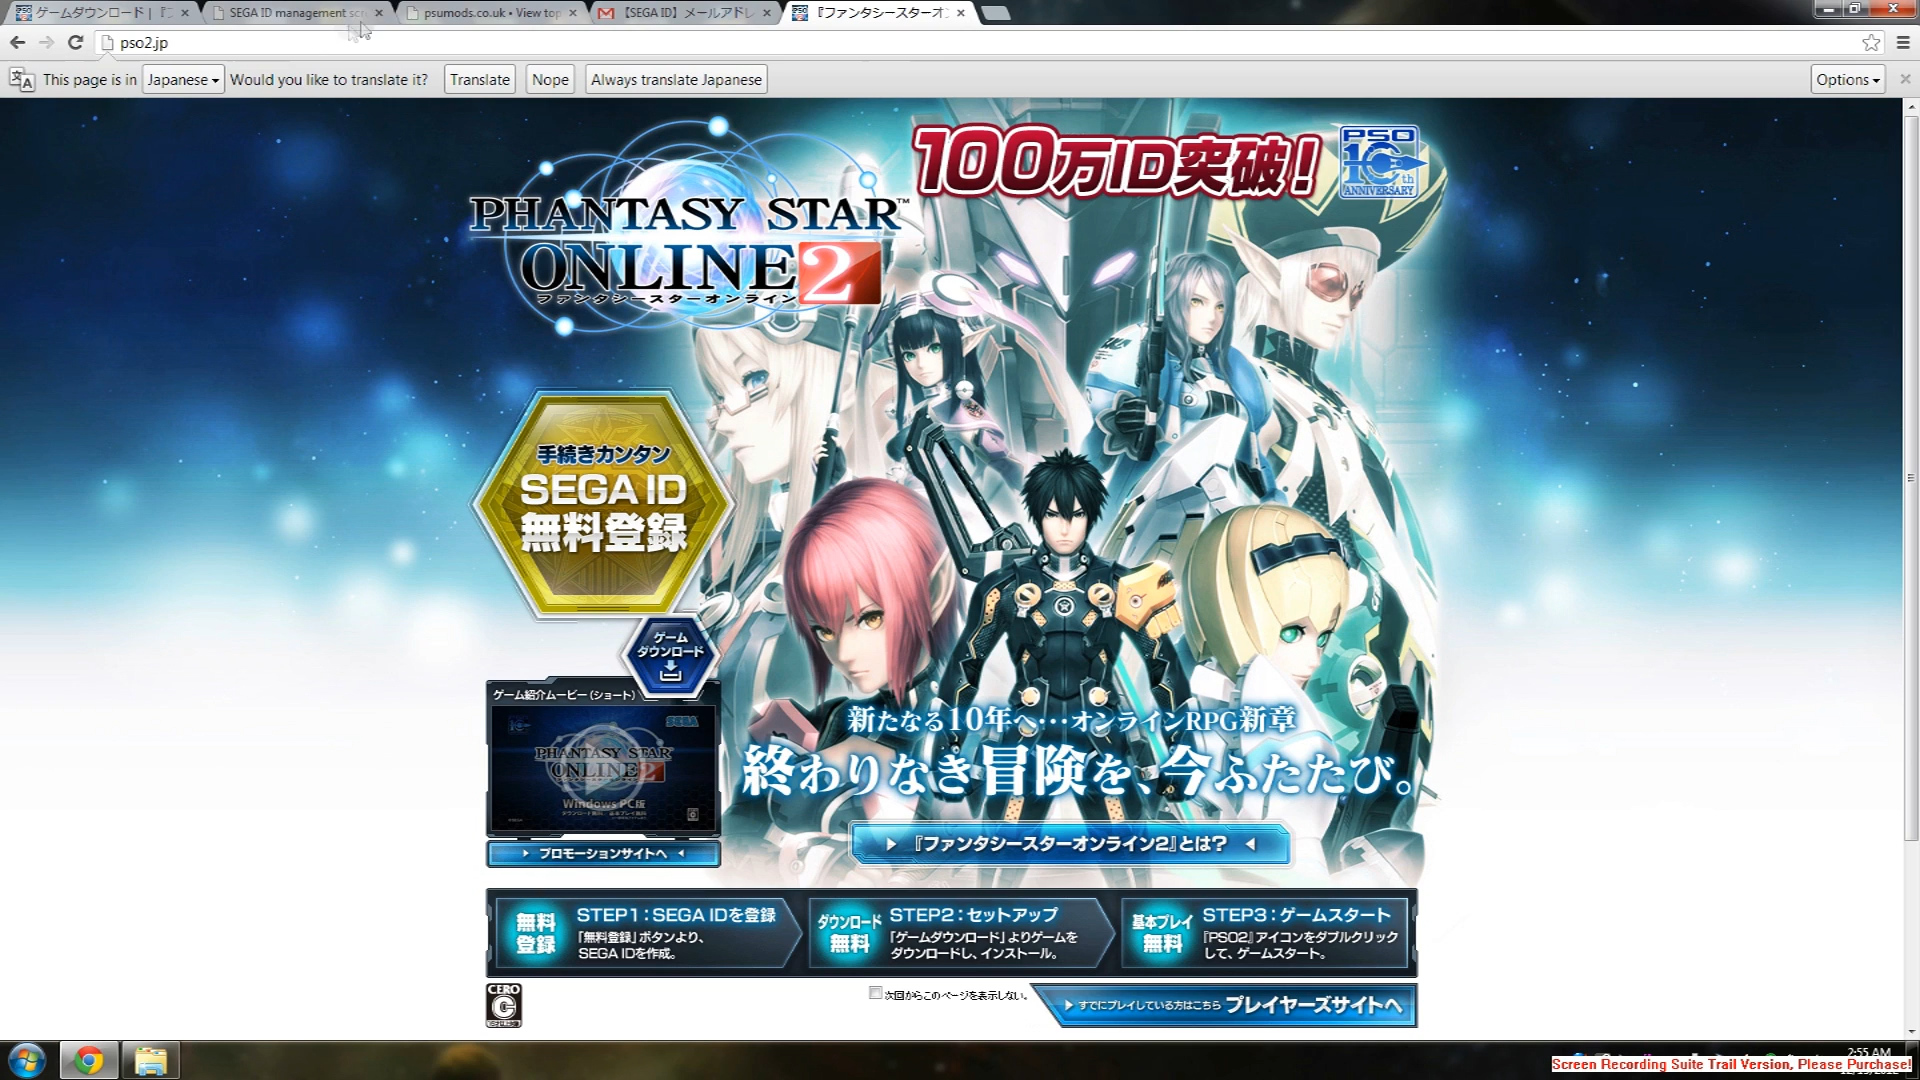 ゲームダウンロード | 『フ
SEGA ID management scr
psumods.co.uk • View top
【SEGA ID】メールアドレ
『ファンタシースターオン
pso2.jp
This page is in Japanese Would you like to translate it? Translate Nope Always translate Japanese Options
PHANTASY STAR™
ONLINE 2
ファンタシースターオンライン
100万ID突破!
PSO
10th
ANNIVERSARY
手続きカンタン
SEGA ID
無料登録
ゲーム
ダウンロード
ゲーム紹介ムービー(ショート)
SEGA
PHANTASY STAR
ONLINE 2
Windows PC版
プロモーションサイトへ
新たなる10年へ…オンラインRPG新章
終わりなき冒険を、今ふたたび。
『ファンタシースターオンライン2』とは?
無料
登録
STEP1:SEGA IDを登録
「無料登録」ボタンより、
SEGA IDを作成。
ダウンロード
無料
STEP2:セットアップ
「ゲームダウンロード」よりゲームを
ダウンロードし、インストール。
基本プレイ
無料
STEP3:ゲームスタート
『PSO2』アイコンをダブルクリック
して、ゲームスタート。
CERO
C
次回からこのページを表示しない。
すでにプレイしている方はこちら プレイヤーズサイトへ
2:55 AM
Screen Recording Suite Trail Version, Please Purchase!